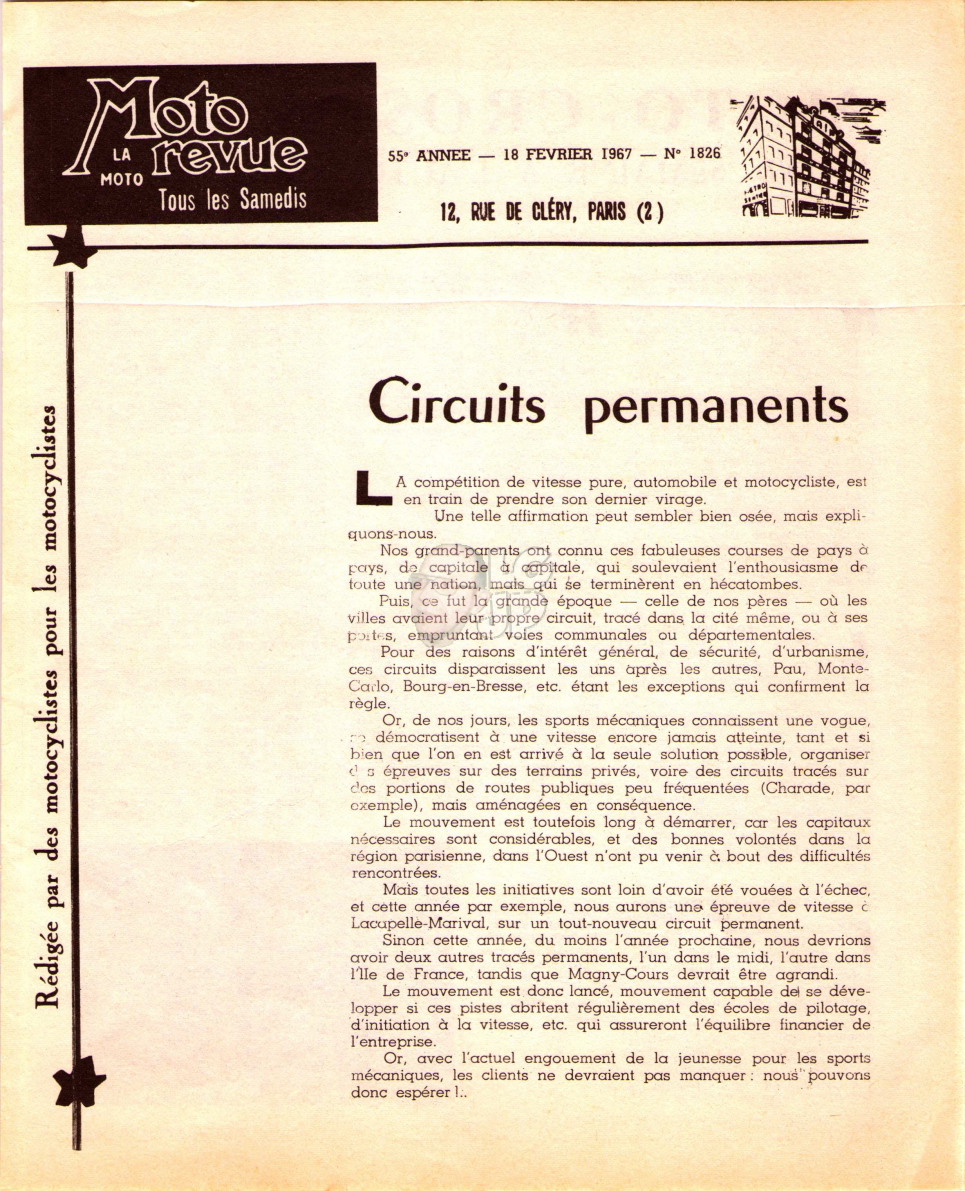 Moto
revue
LA
MOTO
Tous les Samedis
55e ANNEE — 18 FEVRIER 1967 — N° 1826
12, RUE DE CLÉRY, PARIS (2)
METRO
Rédigée par des motocyclistes pour les motocyclistes
Circuits permanents
LA compétition de vitesse pure, automobile et motocycliste, est
en train de prendre son dernier virage.
Une telle affirmation peut sembler bien osée, mais expli-
quons-nous.
Nos grand-parents ont connu ces fabuleuses courses de pays à
pays, de capitale à capitale, qui soulevaient l'enthousiasme de
toute une nation, mais qui se terminèrent en hécatombes.
Puis, ce fut la grande époque — celle de nos pères — où les
villes avaient leur propre circuit, tracé dans la cité même, ou à ses
portes, empruntant voies communales ou départementales.
Pour des raisons d'intérêt général, de sécurité, d'urbanisme,
ces circuits disparaissent les uns après les autres, Pau, Monte-
Carlo, Bourg-en-Bresse, etc. étant les exceptions qui confirment la
règle.
Or, de nos jours, les sports mécaniques connaissent une vogue,
se démocratisent à une vitesse encore jamais atteinte, tant et si
bien que l'on en est arrivé à la seule solution possible, organiser
des épreuves sur des terrains privés, voire des circuits tracés sur
des portions de routes publiques peu fréquentées (Charade, par
exemple), mais aménagées en conséquence.
Le mouvement est toutefois long à démarrer, car les capitaux
nécessaires sont considérables, et des bonnes volontés dans la
région parisienne, dans l'Ouest n'ont pu venir à bout des difficultés
rencontrées.
Mais toutes les initiatives sont loin d'avoir été vouées à l'échec,
et cette année par exemple, nous aurons une épreuve de vitesse à
Lacapelle-Marival, sur un tout-nouveau circuit permanent.
Sinon cette année, du moins l'année prochaine, nous devrions
avoir deux autres tracés permanents, l'un dans le midi, l'autre dans
l'Ile de France, tandis que Magny-Cours devrait être agrandi.
Le mouvement est donc lancé, mouvement capable de se déve-
lopper si ces pistes abritent régulièrement des écoles de pilotage,
d'initiation à la vitesse, etc. qui assureront l'équilibre financier de
l'entreprise.
Or, avec l'actuel engouement de la jeunesse pour les sports
mécaniques, les clients ne devraient pas manquer : nous pouvons
donc espérer !..